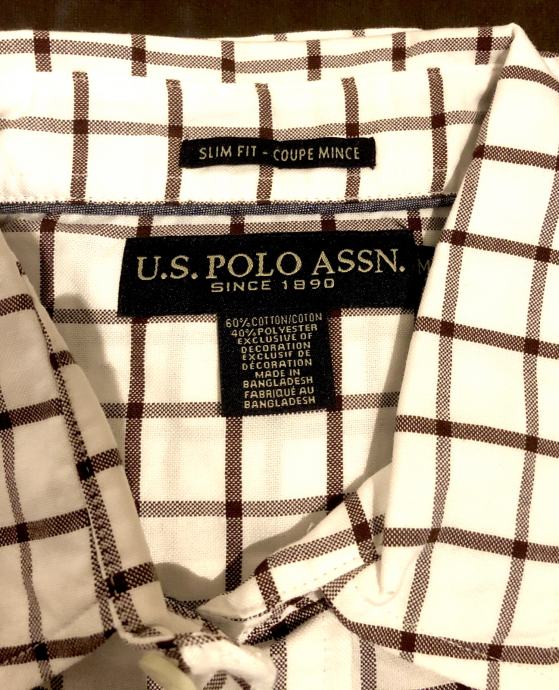 SLIM FIT - COUPE MINCE
U.S. POLO ASSN.
SINCE 1890
M
60% COTTON/COTON
40% POLYESTER
EXCLUSIVE OF
DECORATION
EXCLUSIF DE
DÉCORATION
MADE IN
BANGLADESH
FABRIQUÉ AU
BANGLADESH